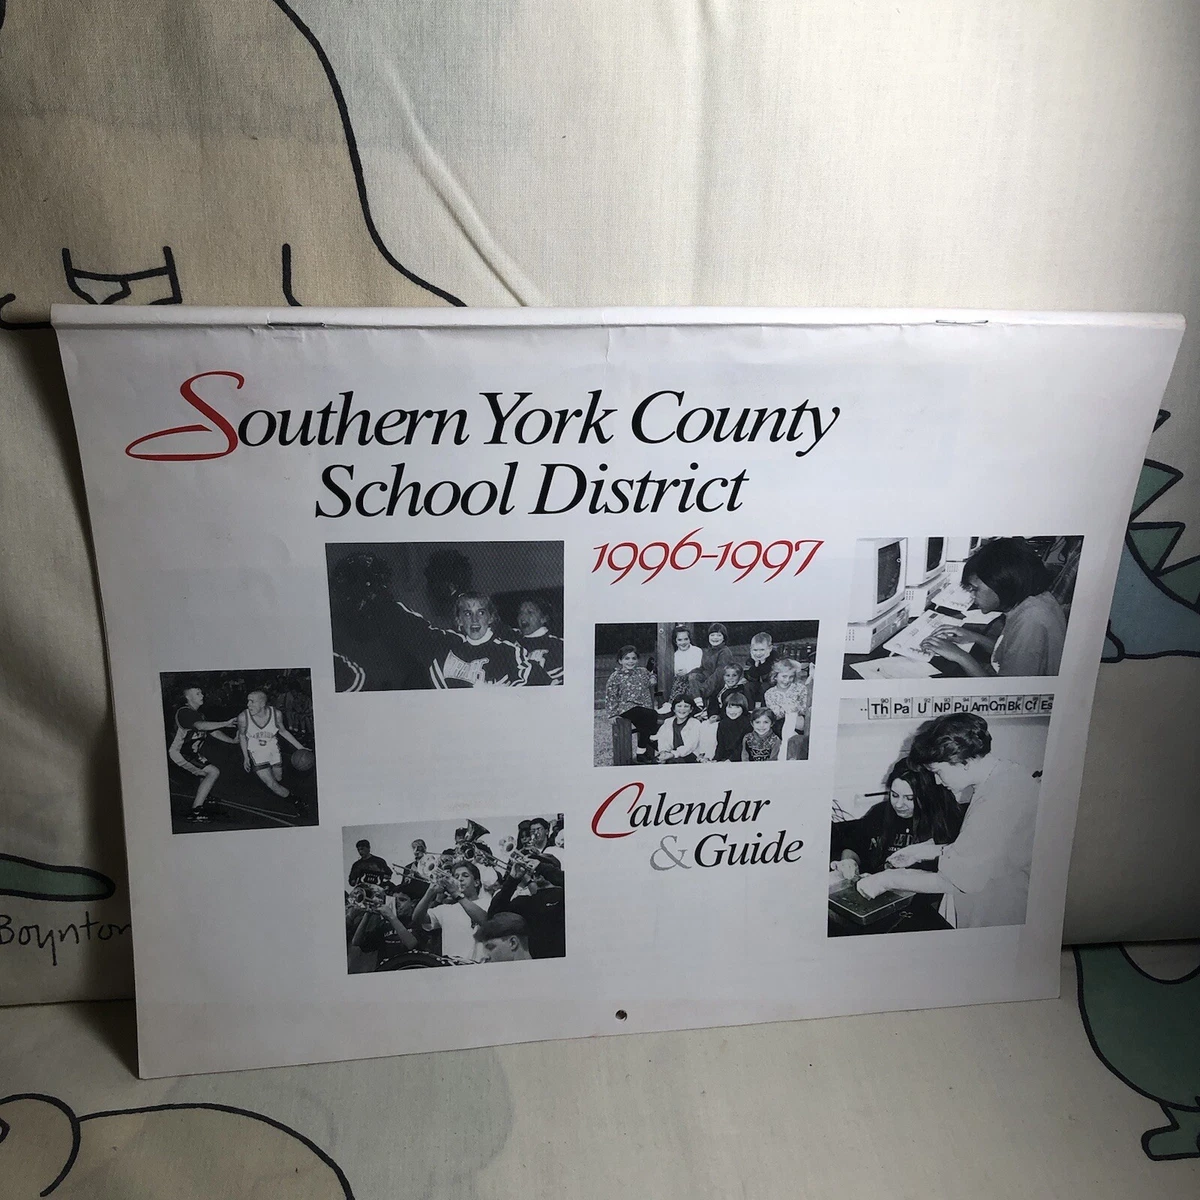 Southern York County
School District
1996-1997
Calendar
& Guide
Th Pa U Np Pu Am Cm Bk Cf Es
Boynton